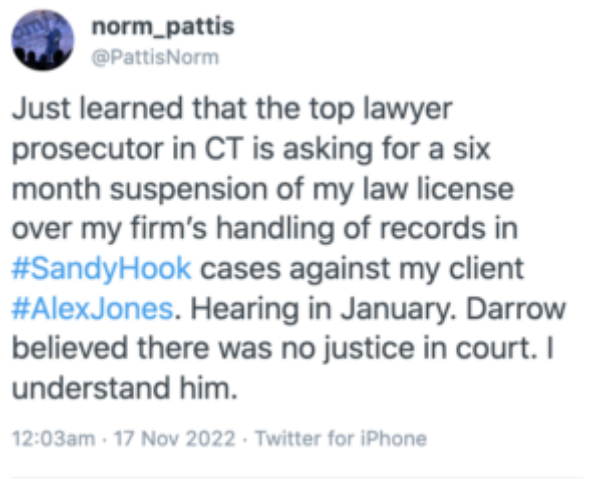 norm_pattis
@PattisNorm
Just learned that the top lawyer
prosecutor in CT is asking for a six
month suspension of my law license
over my firm's handling of records in
#SandyHook cases against my client
#AlexJones. Hearing in January. Darrow
believed there was no justice in court. I
understand him.
12:03am · 17 Nov 2022 · Twitter for iPhone